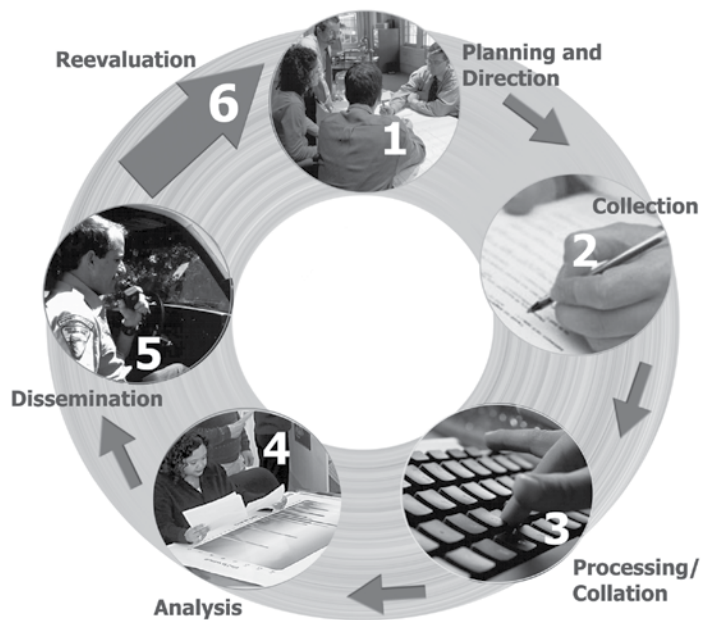 Reevaluation
6
1
Planning and
Direction
Collection
2
3
Processing/
Collation
4
Analysis
5
Dissemination